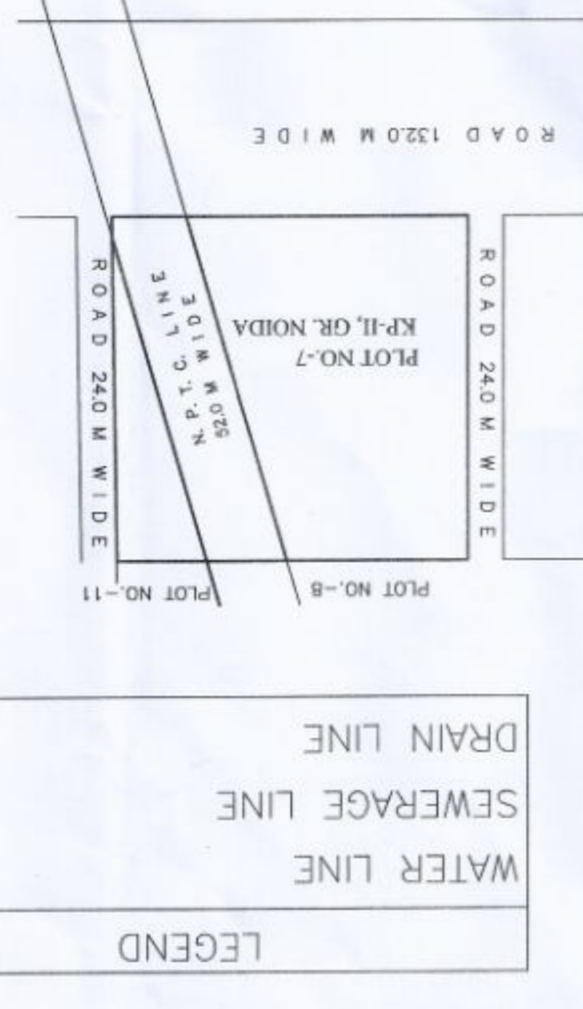 LEGEND
WATER LINE
SEWERAGE LINE
DRAIN LINE
PLOT NO.-8
PLOT NO.-11
ROAD 24.0 M WIDE
PLOT NO.-7
KP-II, GR. NOIDA
N. P. T. C. LINE
52.0 M WIDE
ROAD 24.0 M WIDE
ROAD 132.0 M WIDE